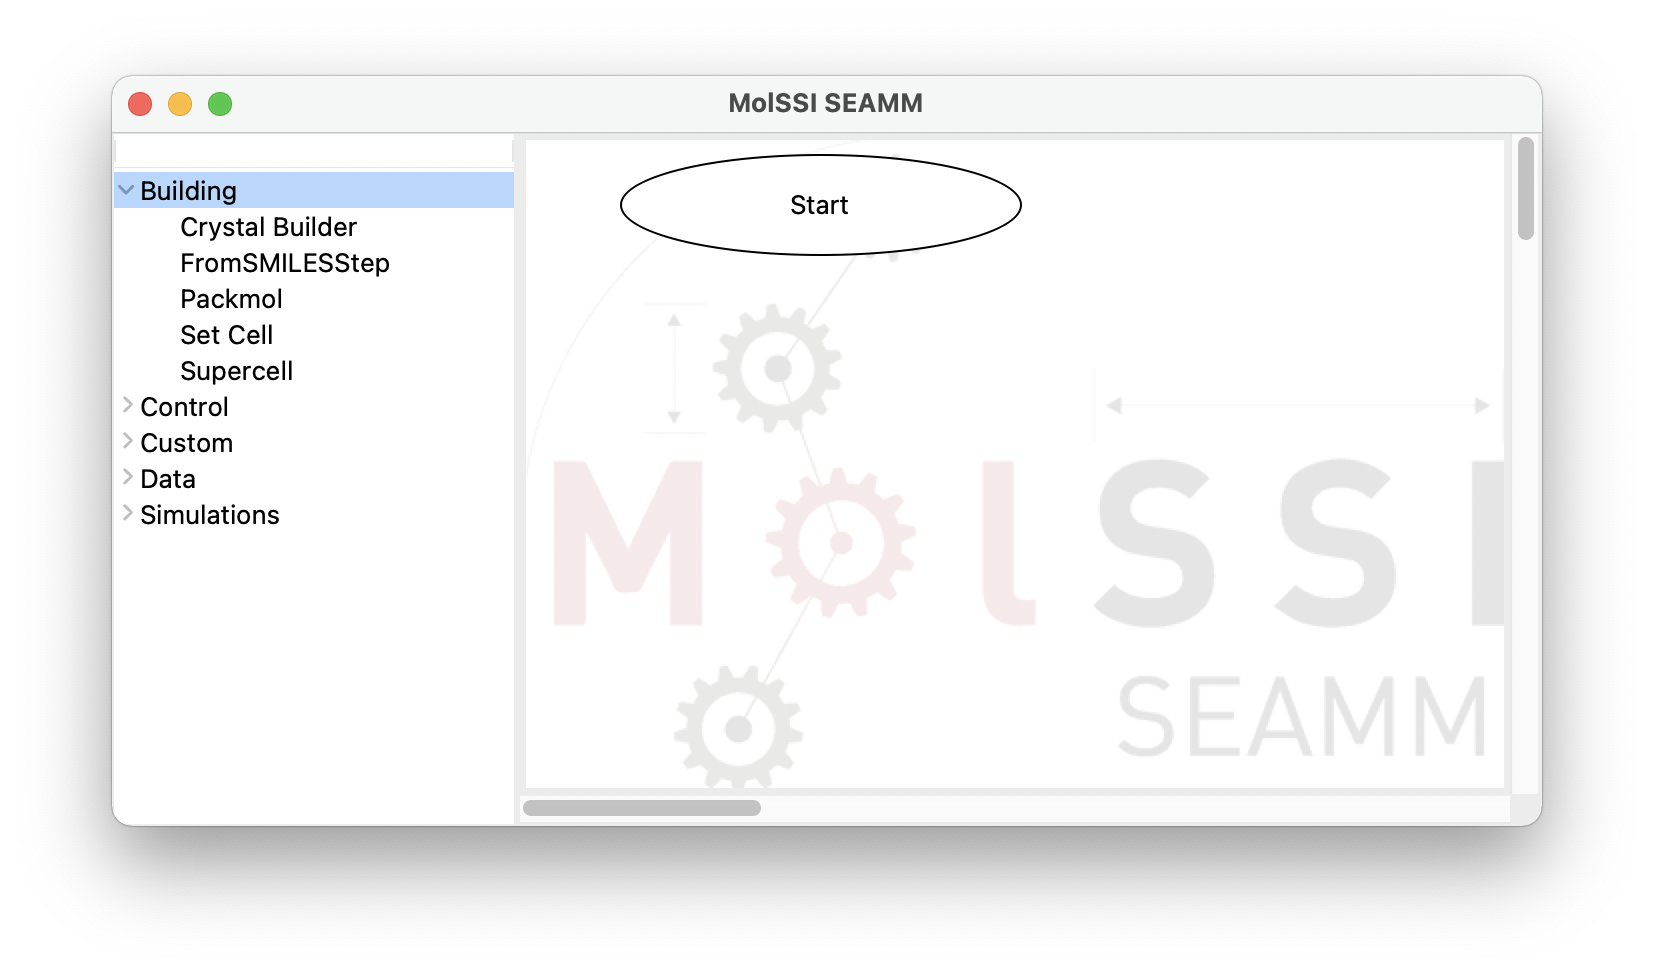 MolSSI SEAMM
Building
Crystal Builder
FromSMILESStep
Packmol
Set Cell
Supercell
Control
Custom
Data
Simulations
Start
MolSSI
SEAMM